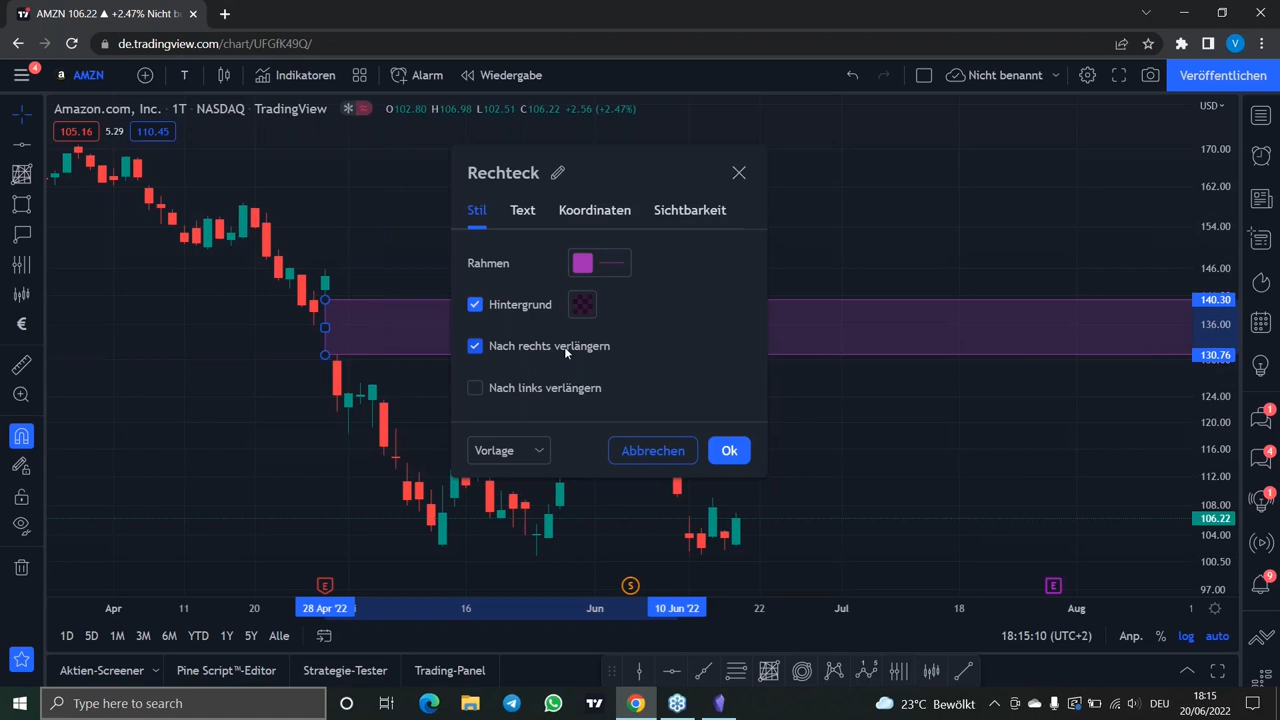 AMZN 106.22 ▲ +2.47% Nicht b
de.tradingview.com/chart/UFGfK49Q/
V
4
a AMZN
T
Indikatoren
Alarm
Wiedergabe
Nicht benannt
Veröffentlichen
Amazon.com, Inc. · 1T · NASDAQ · TradingView
O102.80 H106.98 L102.51 C106.22 +2.56 (+2.47%)
USD
105.16 5.29 110.45
170.00
162.00
154.00
146.00
140.30
136.00
130.76
124.00
120.00
116.00
112.00
108.00
106.22
104.00
100.50
97.00
Rechteck
Stil Text Koordinaten Sichtbarkeit
Rahmen
Hintergrund
Nach rechts verlängern
Nach links verlängern
Vorlage
Abbrechen
Ok
€
E
S
E
1
4
1
9
Apr 11 20 28 Apr '22 16 Jun 10 Jun '22 22 Jul 18 Aug 1
1D 5D 1M 3M 6M YTD 1Y 5Y Alle
18:15:10 (UTC+2) Anp. % log auto
Aktien-Screener Pine Script™-Editor Strategie-Tester Trading-Panel
Type here to search
23°C Bewölkt
DEU
18:15
20/06/2022